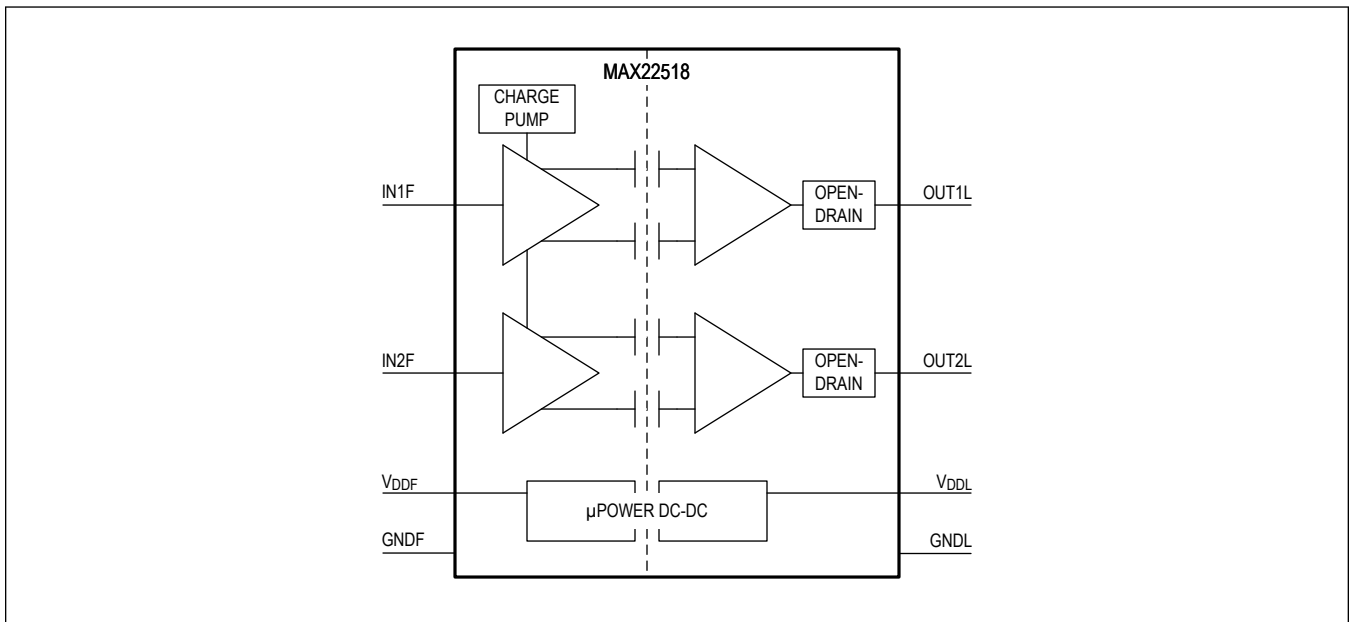 MAX22518
CHARGE
PUMP
IN1F
OPEN-
DRAIN
OUT1L
IN2F
OPEN-
DRAIN
OUT2L
VDDF
VDDL
µPOWER DC-DC
GNDF
GNDL